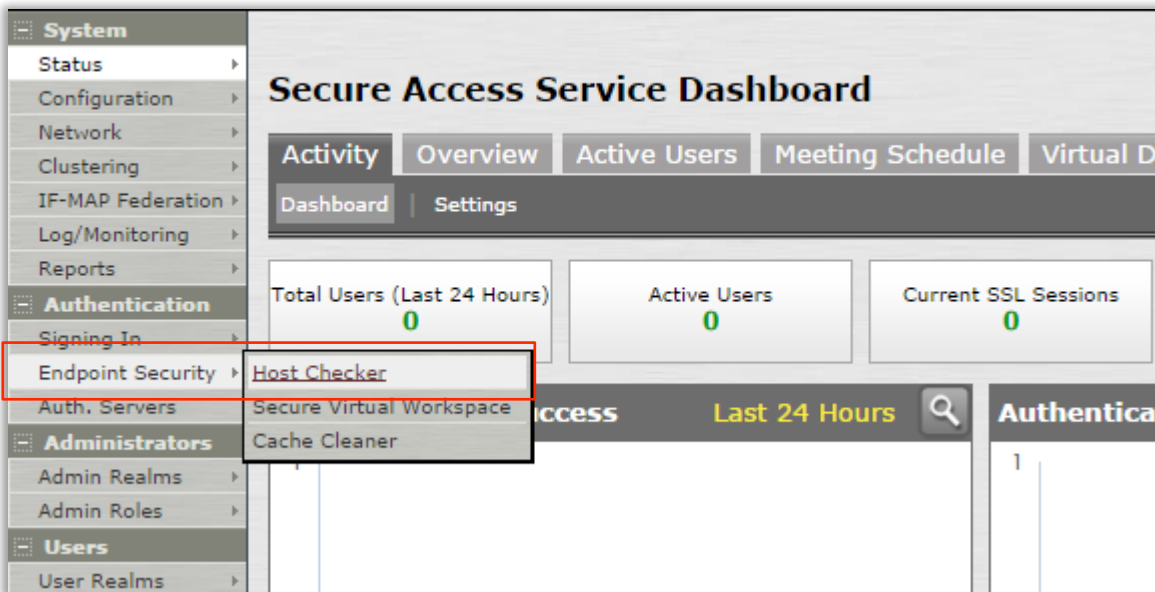 System
Status
Configuration
Network
Clustering
IF-MAP Federation
Log/Monitoring
Reports
Authentication
Signing In
Endpoint Security
Auth. Servers
Administrators
Admin Realms
Admin Roles
Users
User Realms
Host Checker
Secure Virtual Workspace
Cache Cleaner
Secure Access Service Dashboard
Activity Overview Active Users Meeting Schedule Virtual D
Dashboard | Settings
Total Users (Last 24 Hours)
0
Active Users
0
Current SSL Sessions
0
uccess Last 24 Hours
Authentica
1